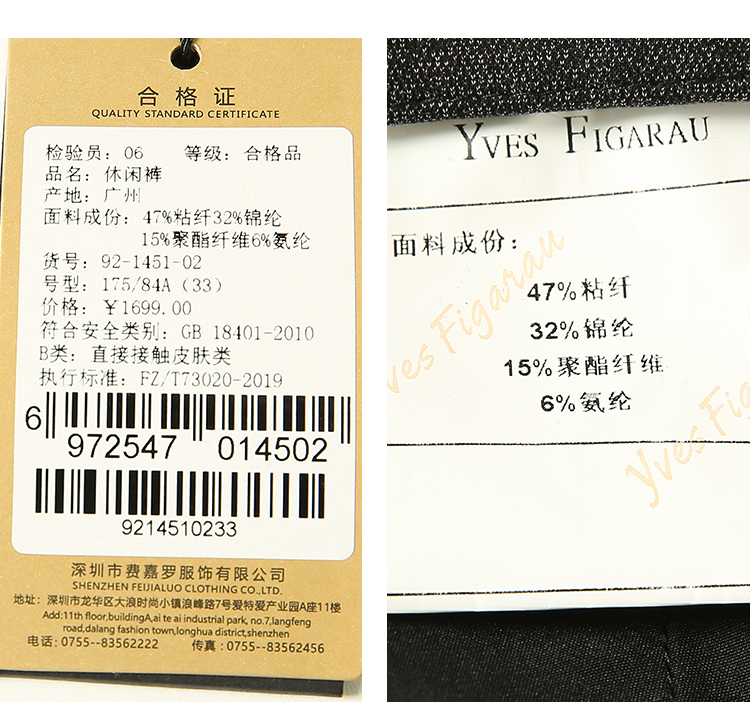 合格证
QUALITY STANDARD CERTIFICATE
检验员：06 等级：合格品
品名：休闲裤
产地：广州
面料成份：47%粘纤32%锦纶
15%聚酯纤维6%氨纶
货号：92-1451-02
号型：175/84A（33）
价格：￥1699.00
符合安全类别：GB 18401-2010
B类：直接接触皮肤类
执行标准：FZ/T73020-2019
6 972547 014502
9214510233
深圳市费嘉罗服饰有限公司
SHENZHEN FEIJIALUO CLOTHING CO.,LTD.
地址：深圳市龙华区大浪时尚小镇浪峰路7号爱特爱产业园A座11楼
Add:11th floor,buildingA,ai te ai industrial park, no.7,langfeng
road,dalang fashion town,longhua district,shenzhen
电话：0755--83562222 传真：0755--83562456
YVES FIGARAU
面料成份：
47%粘纤
32%锦纶
15%聚酯纤维
6%氨纶
Yves Figarau
Yves Figar